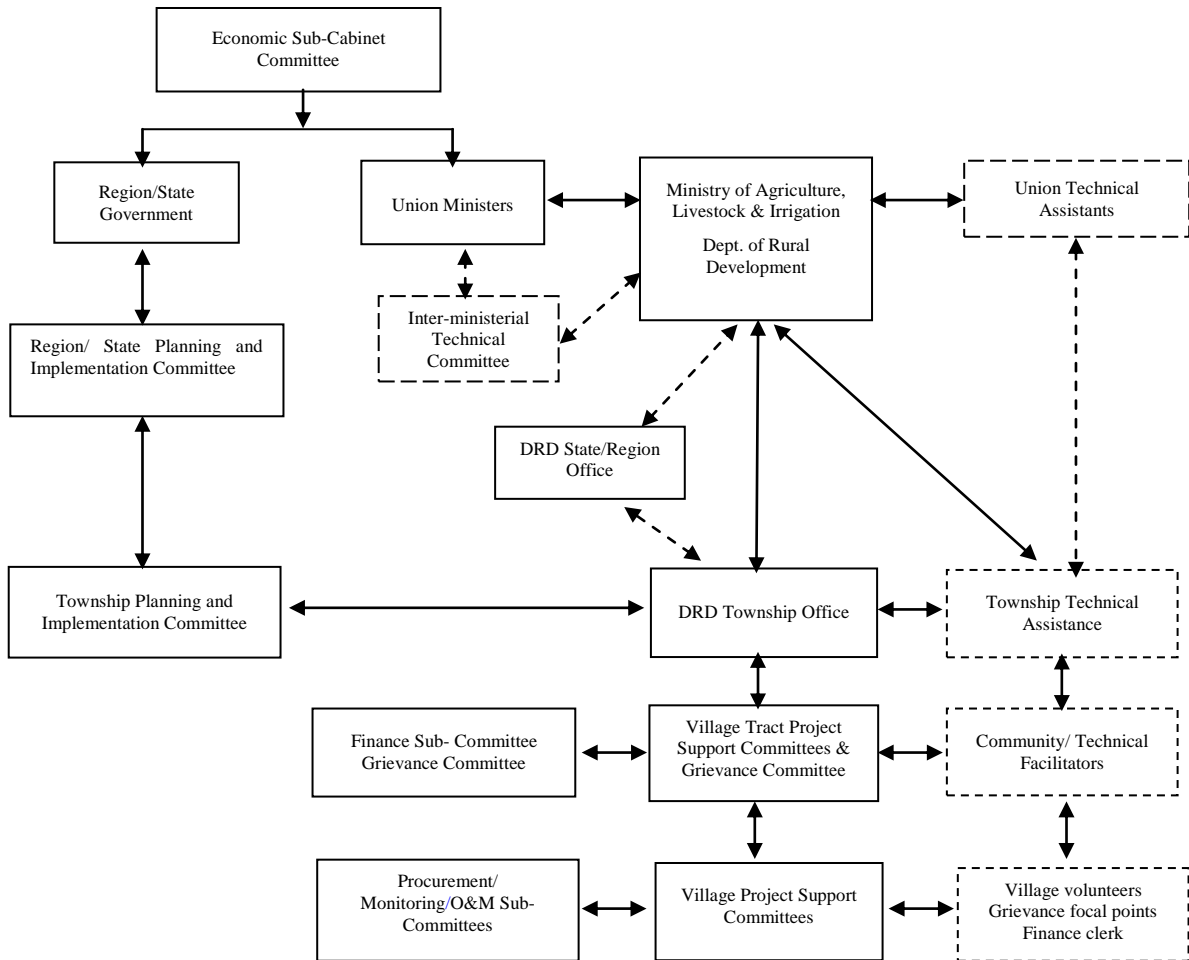 Economic Sub-Cabinet
Committee
Region/State
Government
Union Ministers
Ministry of Agriculture,
Livestock & Irrigation
Dept. of Rural
Development
Union Technical
Assistants
Region/ State Planning and
Implementation Committee
Inter-ministerial
Technical
Committee
DRD State/Region
Office
Township Planning and
Implementation Committee
DRD Township Office
Township Technical
Assistance
Finance Sub- Committee
Grievance Committee
Village Tract Project
Support Committees &
Grievance Committee
Community/ Technical
Facilitators
Procurement/
Monitoring/O&M Sub-
Committees
Village Project Support
Committees
Village volunteers
Grievance focal points
Finance clerk